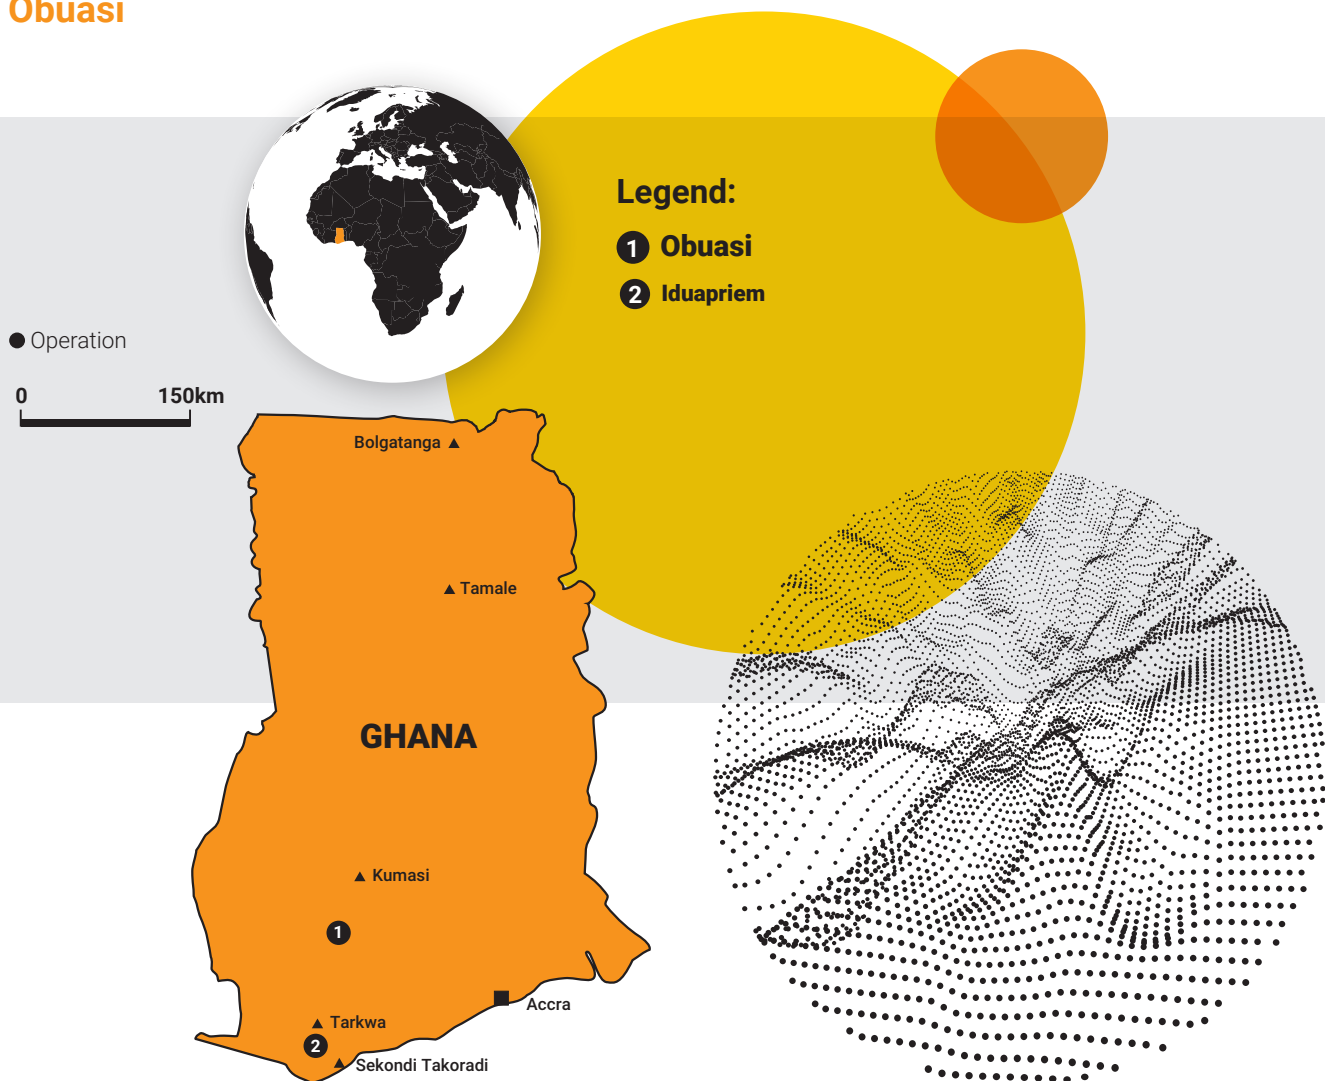 Obuasi
Legend:
1 Obuasi
2 Iduapriem
Operation
0 150km
Bolgatanga
Tamale
GHANA
Kumasi
1
Accra
Tarkwa
2
Sekondi Takoradi